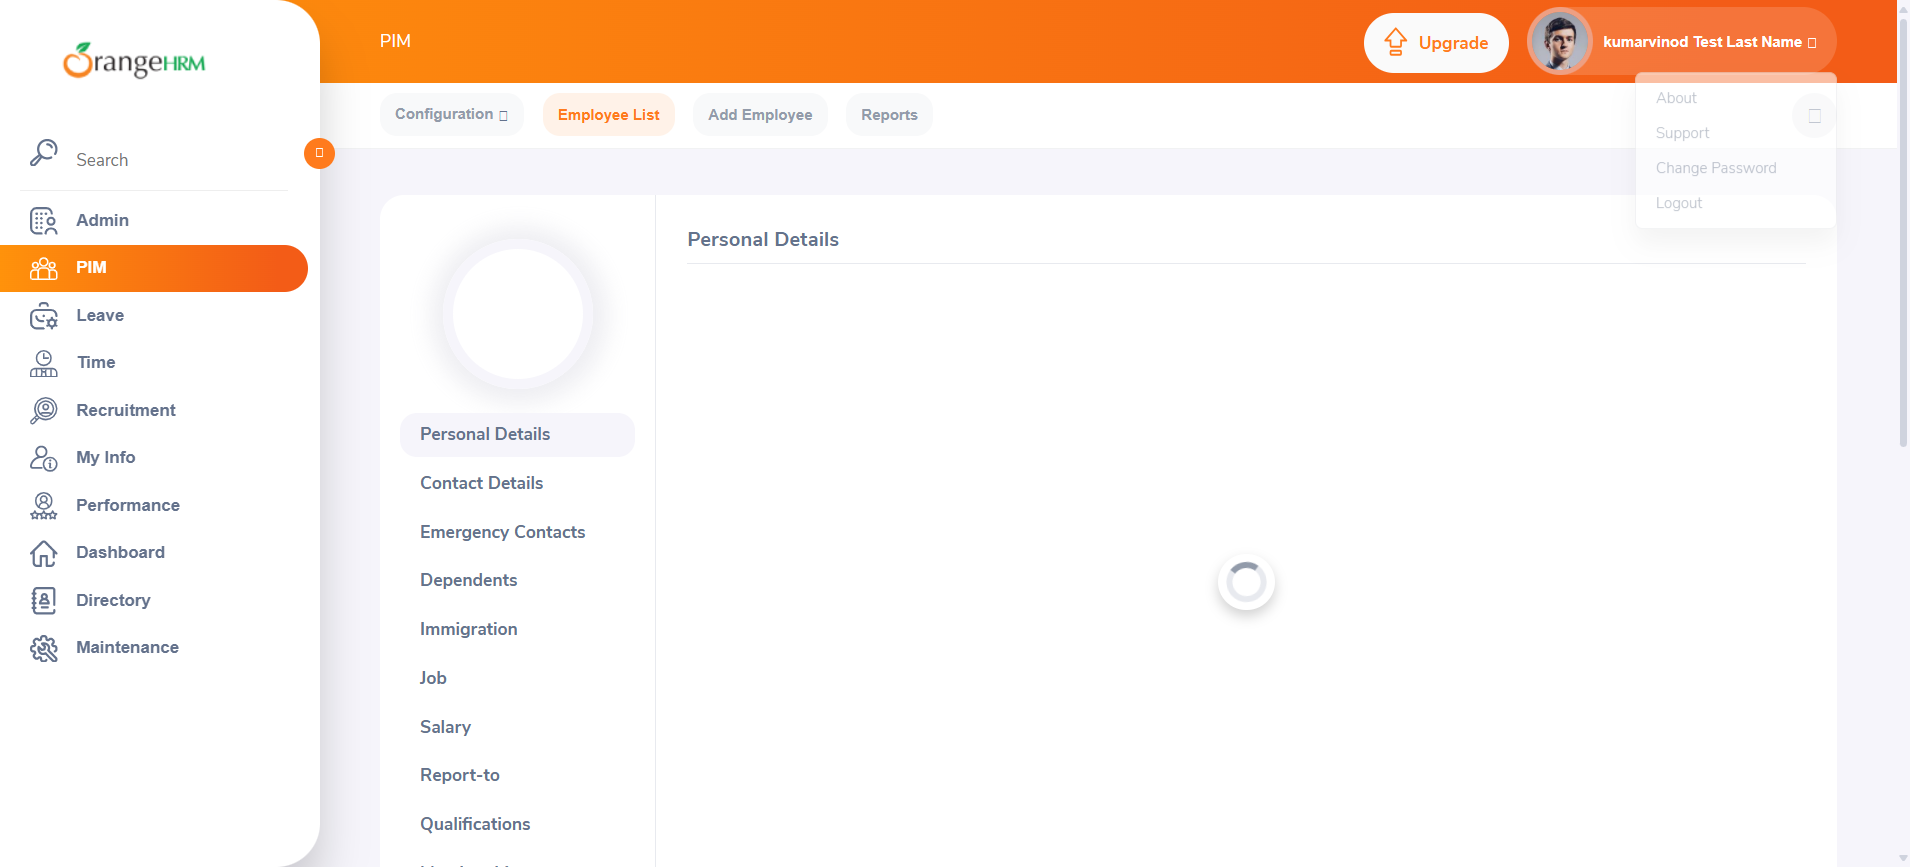 OrangeHRM
Search
Admin
PIM
Leave
Time
Recruitment
My Info
Performance
Dashboard
Directory
Maintenance
PIM
Upgrade
kumarvinod Test Last Name
About
Support
Change Password
Logout
Configuration
Employee List
Add Employee
Reports
Personal Details
Contact Details
Emergency Contacts
Dependents
Immigration
Job
Salary
Report-to
Qualifications
Personal Details